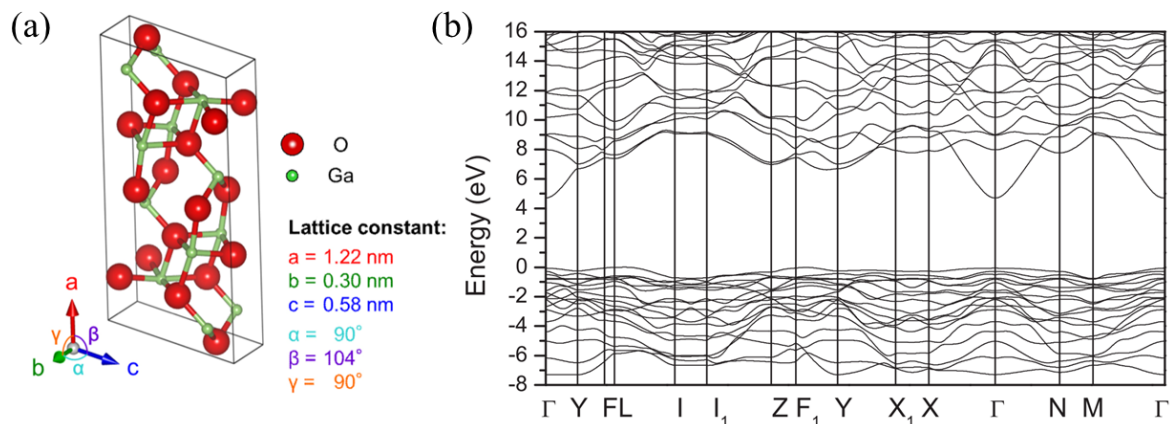 (a)
O
Ga
Lattice constant:
a = 1.22 nm
b = 0.30 nm
c = 0.58 nm
α = 90°
β = 104°
γ = 90°
a
γ β
b α c
(b)
Energy (eV)
16
14
12
10
8
6
4
2
0
-2
-4
-6
-8
Γ Y F L I I₁ Z F₁ Y X₁ X Γ N M Γ